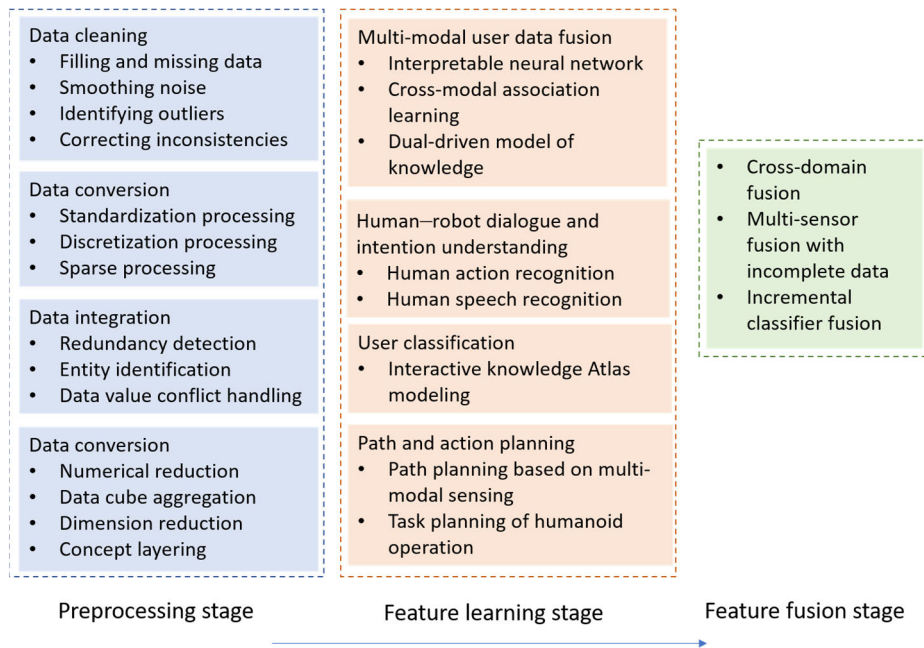 Data cleaning
• Filling and missing data
• Smoothing noise
• Identifying outliers
• Correcting inconsistencies
Data conversion
• Standardization processing
• Discretization processing
• Sparse processing
Data integration
• Redundancy detection
• Entity identification
• Data value conflict handling
Data conversion
• Numerical reduction
• Data cube aggregation
• Dimension reduction
• Concept layering
Preprocessing stage
Multi-modal user data fusion
• Interpretable neural network
• Cross-modal association
learning
• Dual-driven model of
knowledge
Human–robot dialogue and
intention understanding
• Human action recognition
• Human speech recognition
User classification
• Interactive knowledge Atlas
modeling
Path and action planning
• Path planning based on multi-
modal sensing
• Task planning of humanoid
operation
Feature learning stage
• Cross-domain
fusion
• Multi-sensor
fusion with
incomplete data
• Incremental
classifier fusion
Feature fusion stage